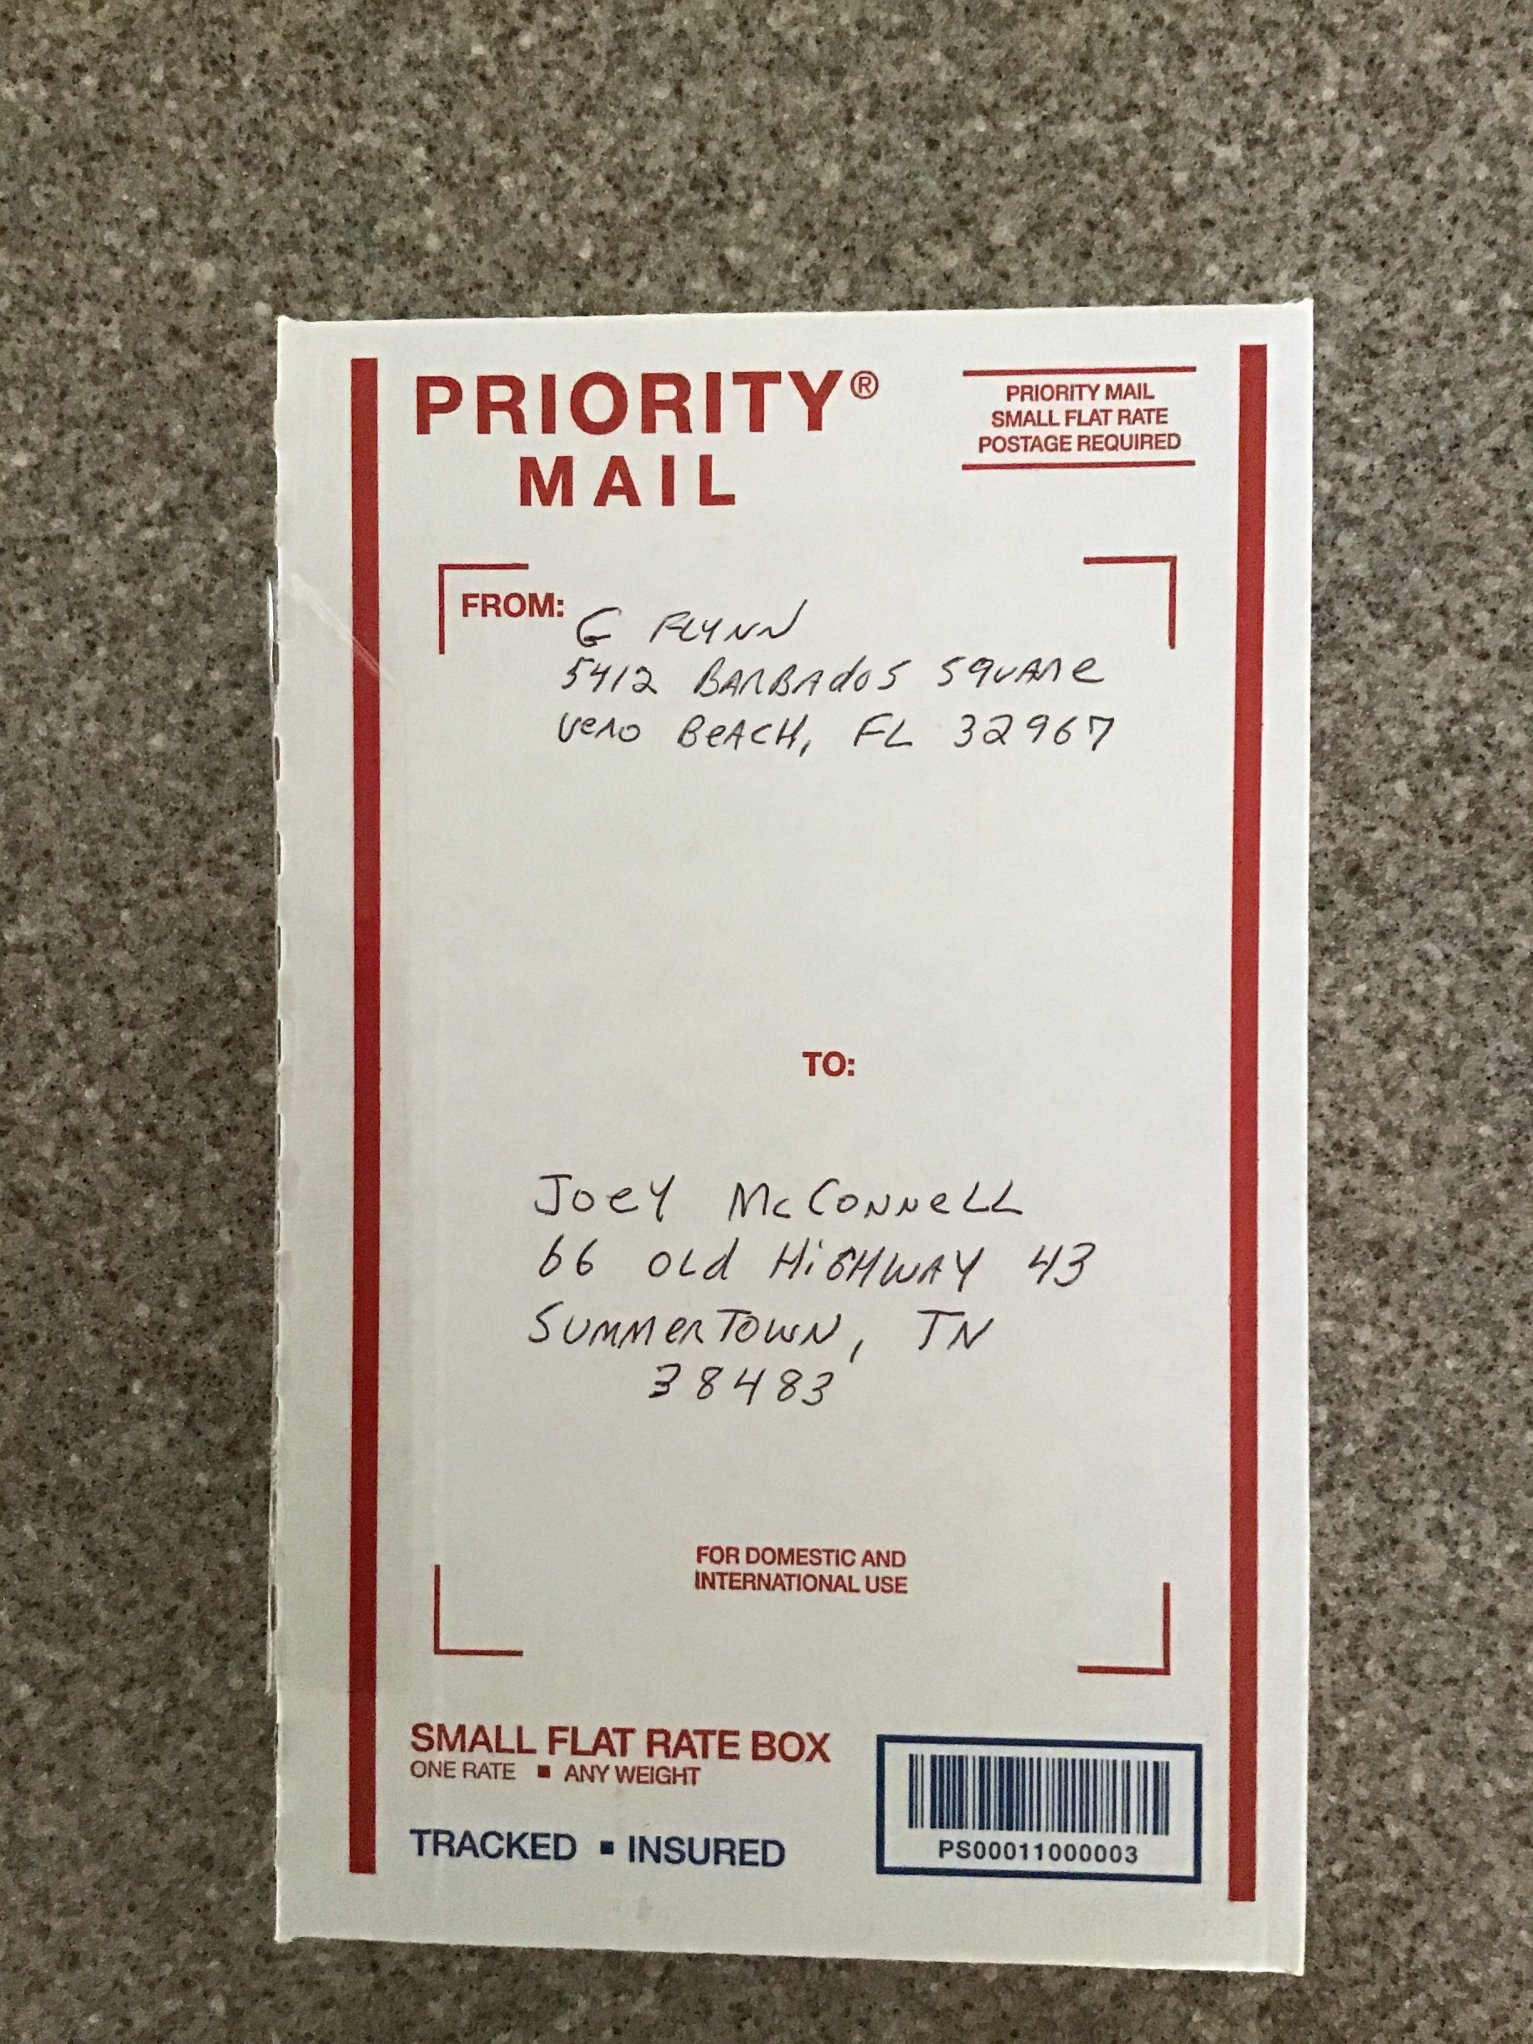 PRIORITY®
MAIL
PRIORITY MAIL
SMALL FLAT RATE
POSTAGE REQUIRED
FROM: G FLYNN
5412 BARBADOS SQUARE
VERO BEACH, FL 32967
TO:
JOEY McCONNELL
66 OLD HIGHWAY 43
SUMMERTOWN, TN
38483
FOR DOMESTIC AND
INTERNATIONAL USE
SMALL FLAT RATE BOX
ONE RATE ■ ANY WEIGHT
TRACKED ■ INSURED
PS00011000003